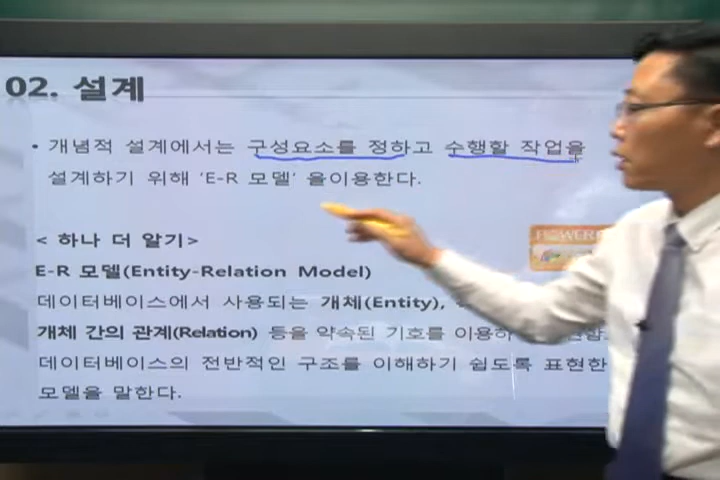 02. 설계
• 개념적 설계에서는 구성요소를 정하고 수행할 작업을
설계하기 위해 'E-R 모델' 을이용한다.
POWER
< 하나 더 알기>
E-R 모델(Entity-Relation Model)
데이터베이스에서 사용되는 개체(Entity),
개체 간의 관계(Relation) 등을 약속된 기호를 이용하
데이터베이스의 전반적인 구조를 이해하기 쉽도록 표현한
모델을 말한다.